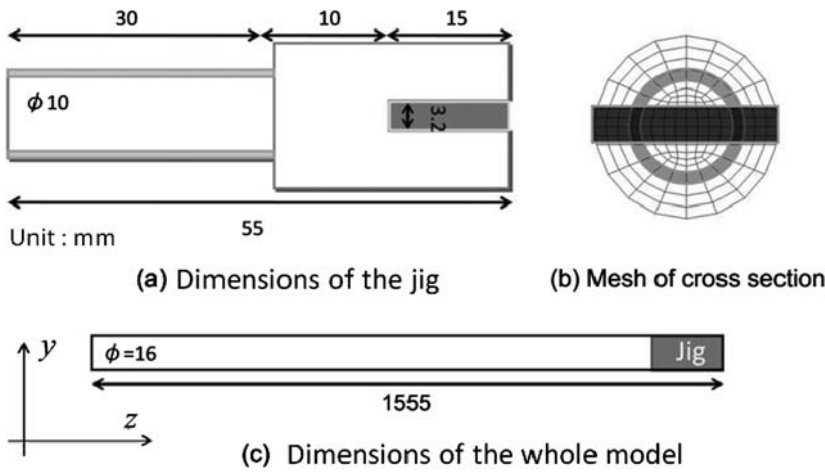 30 10 15
ϕ 10
3.2
55
Unit : mm
(a) Dimensions of the jig
(b) Mesh of cross section
y
z
ϕ=16
Jig
1555
(c) Dimensions of the whole model